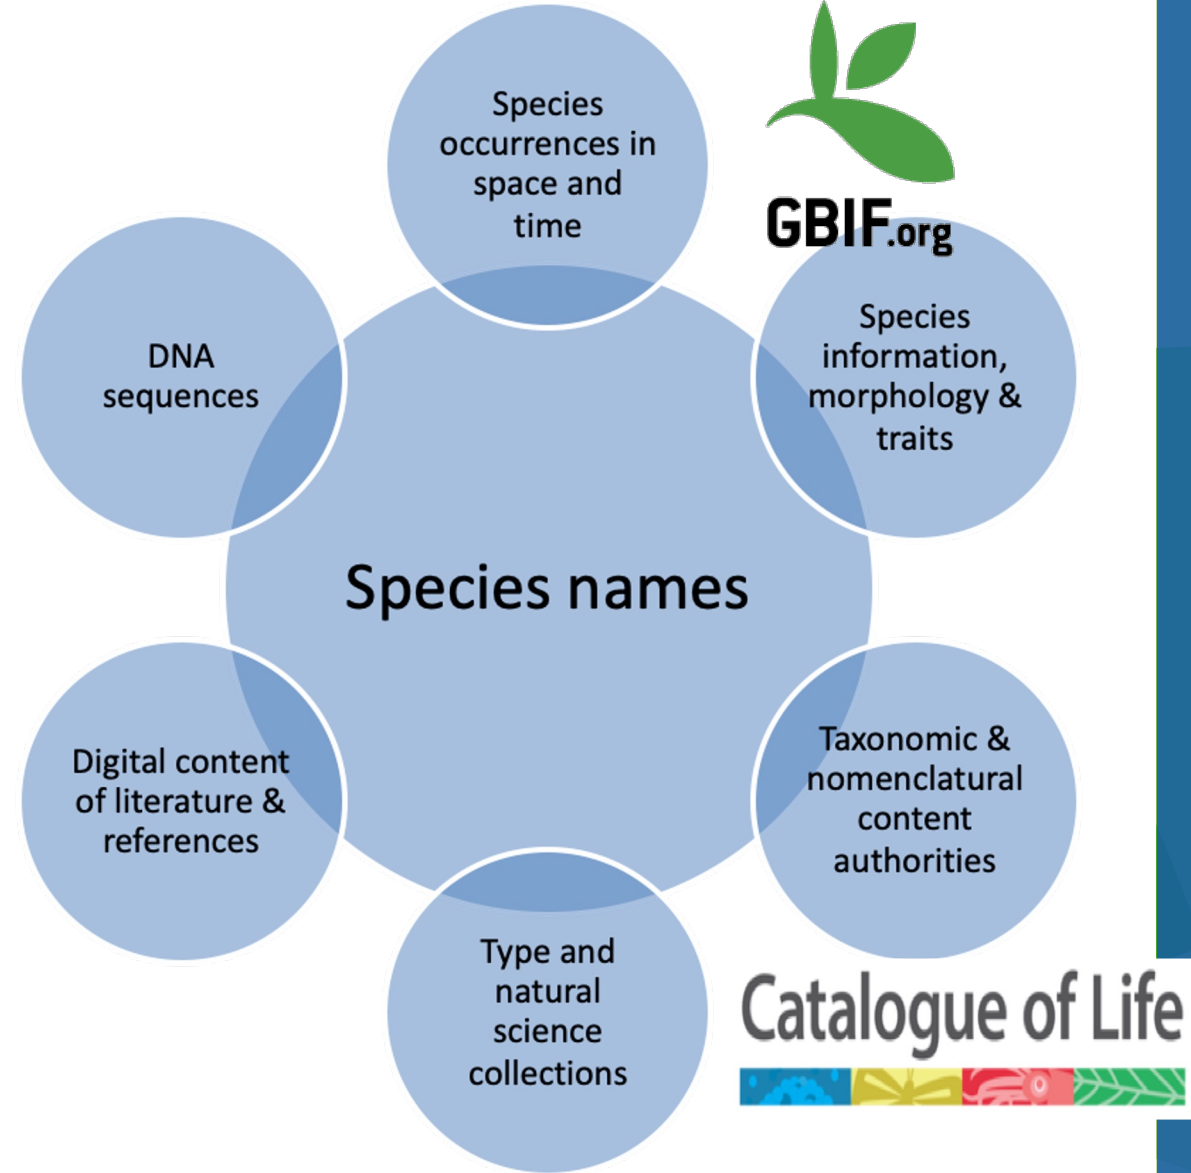 Species
occurrences in
space and
time
GBIF.org
Species
information,
morphology &
traits
DNA
sequences
Species names
Digital content
of literature &
references
Taxonomic &
nomenclatural
content
authorities
Type and
natural
science
collections
Catalogue of Life